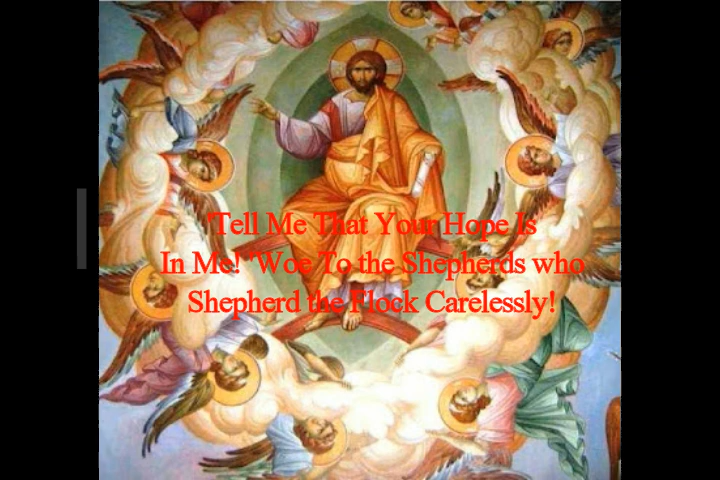 'Tell Me That Your Hope Is
In Me! 'Woe To the Shepherds who
Shepherd the Flock Carelessly!